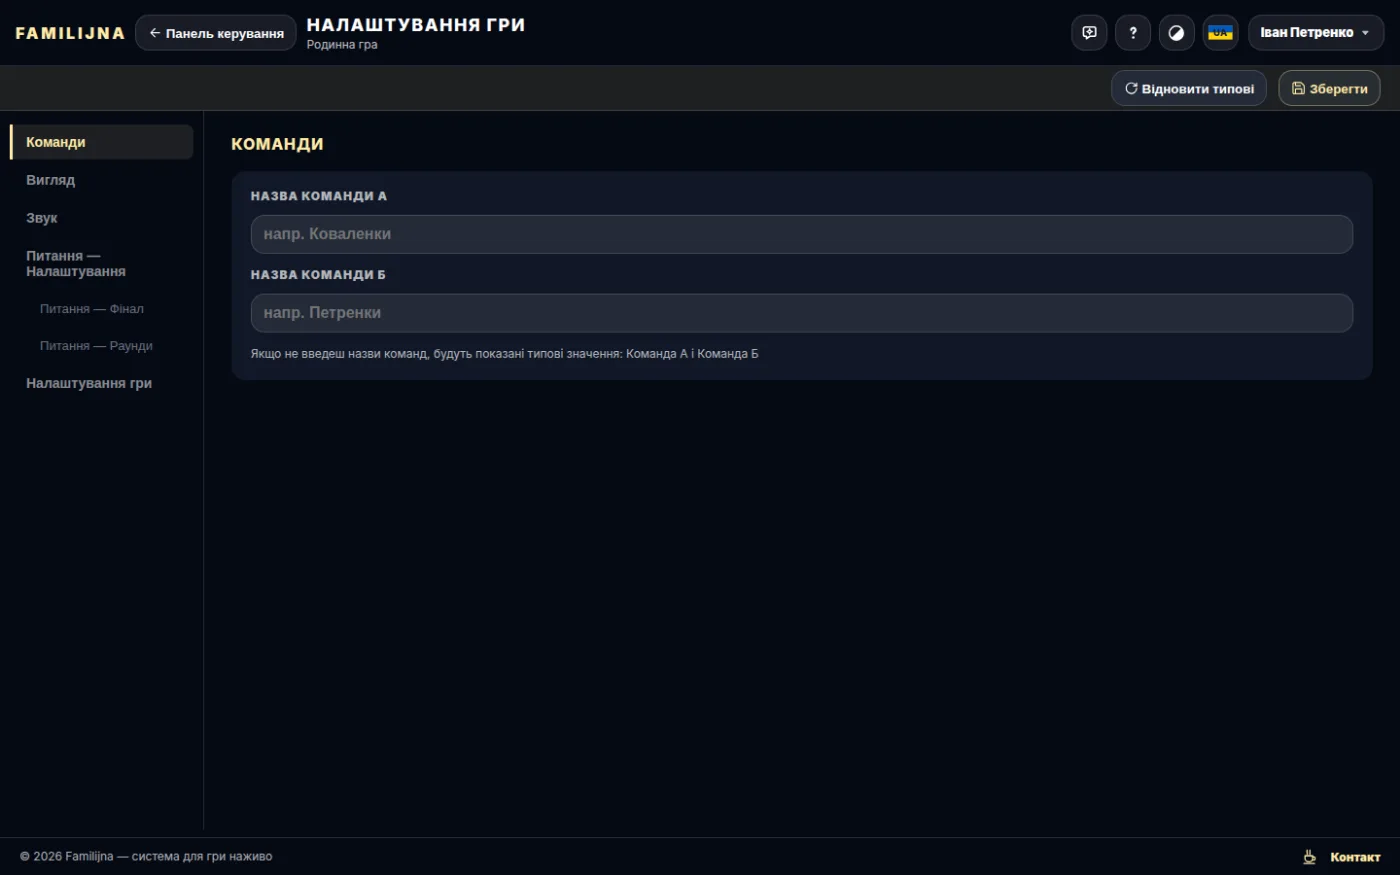 FAMILIJNA
← Панель керування
НАЛАШТУВАННЯ ГРИ
Родинна гра
?
UA
Іван Петренко
Відновити типові
Зберегти
Команди
Вигляд
Звук
Питання —
Налаштування
Питання — Фінал
Питання — Раунди
Налаштування гри
КОМАНДИ
НАЗВА КОМАНДИ А
напр. Коваленки
НАЗВА КОМАНДИ Б
напр. Петренки
Якщо не введеш назви команд, будуть показані типові значення: Команда А і Команда Б
© 2026 Familijna — система для гри наживо
Контакт